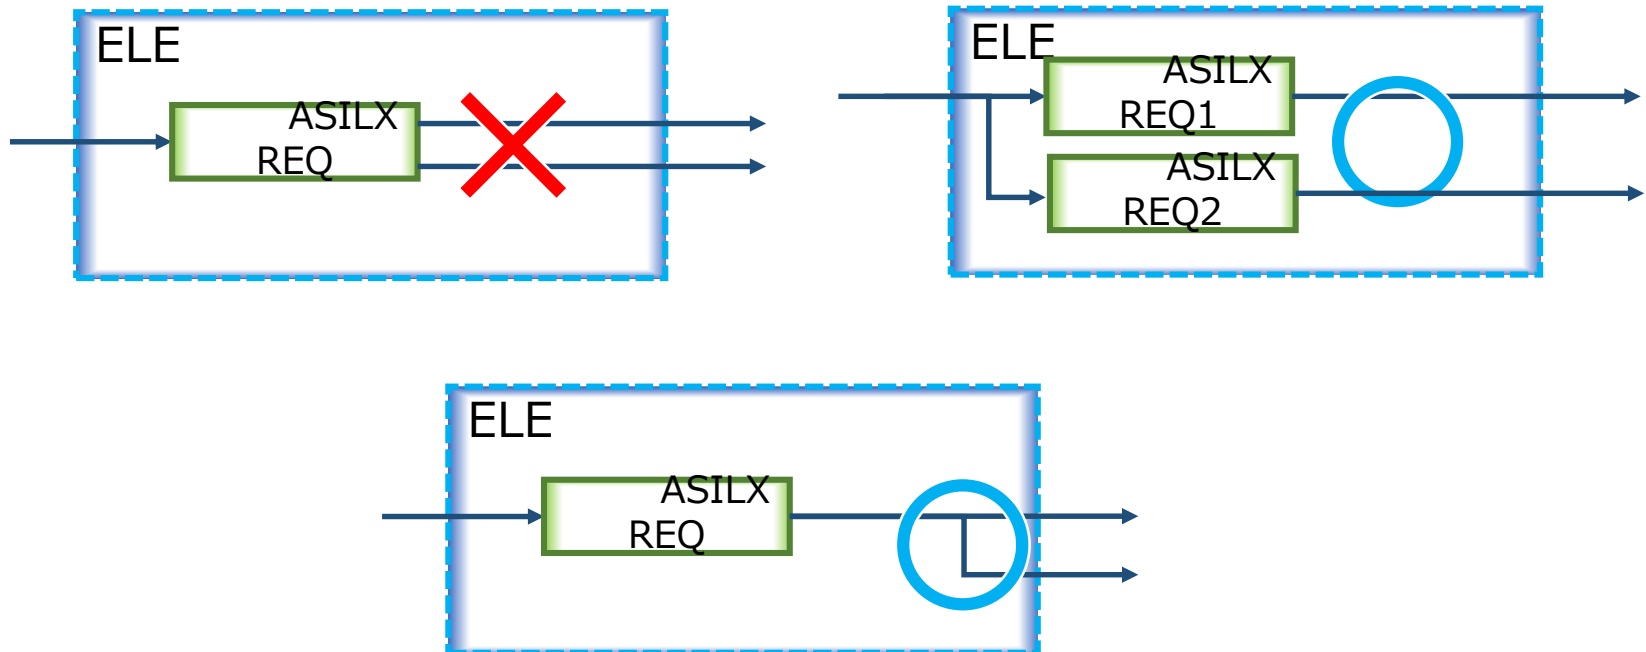 ELE
ASILX
REQ
ELE
ASILX
REQ1
ASILX
REQ2
ELE
ASILX
REQ